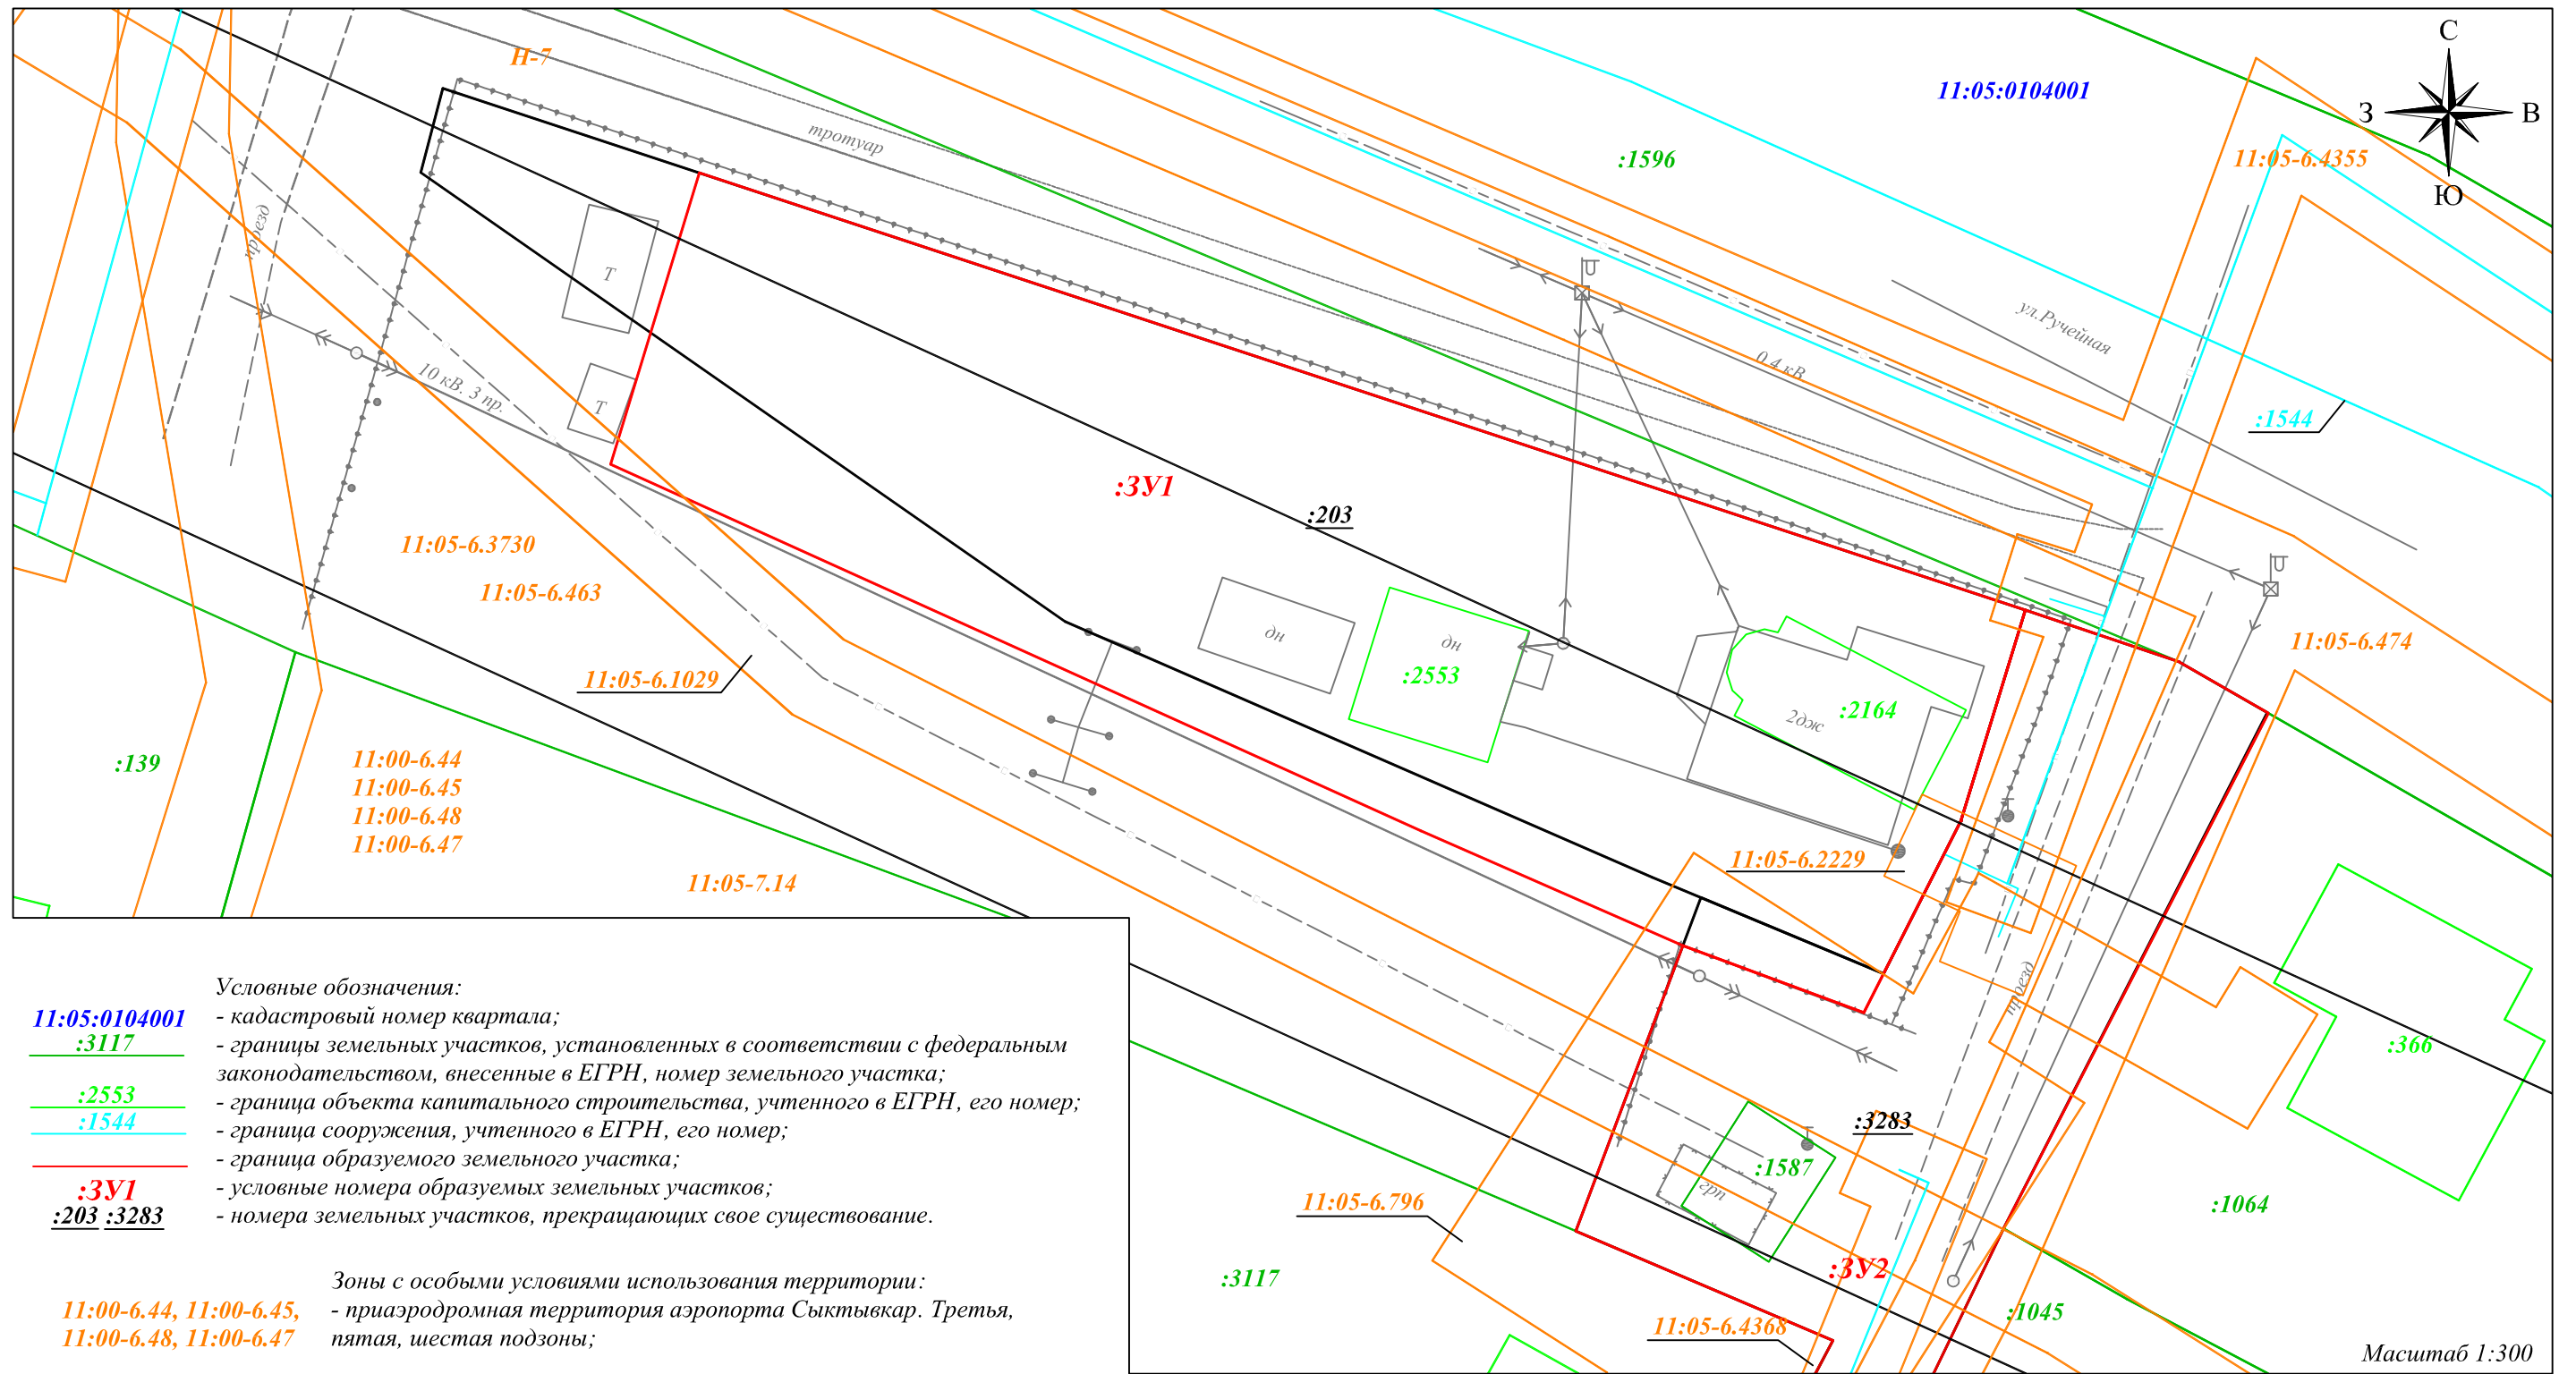 Н-7
11:05:0104001
С
З
В
Ю
:1596
11:05-6.4355
тротуар
проезд
Т
Т
10 кВ. 3 пр.
ул.Ручейная
0.4 кВ
:1544
:ЗУ1
:203
11:05-6.3730
11:05-6.463
11:05-6.1029
дн
дн
:2553
2дж
:2164
11:05-6.474
:139
11:00-6.44
11:00-6.45
11:00-6.48
11:00-6.47
11:05-7.14
11:05-6.2229
проезд
:366
:3283
:1587
грп
11:05-6.796
:1064
:3117
:ЗУ2
:1045
11:05-6.4368
Масштаб 1:300
Условные обозначения:
11:05:0104001 - кадастровый номер квартала;
:3117 - границы земельных участков, установленных в соответствии с федеральным
законодательством, внесенные в ЕГРН, номер земельного участка;
:2553 - граница объекта капитального строительства, учтенного в ЕГРН, его номер;
:1544 - граница сооружения, учтенного в ЕГРН, его номер;
- граница образуемого земельного участка;
:ЗУ1 - условные номера образуемых земельных участков;
:203 :3283 - номера земельных участков, прекращающих свое существование.
Зоны с особыми условиями использования территории:
11:00-6.44, 11:00-6.45, - приаэродромная территория аэропорта Сыктывкар. Третья,
11:00-6.48, 11:00-6.47 пятая, шестая подзоны;